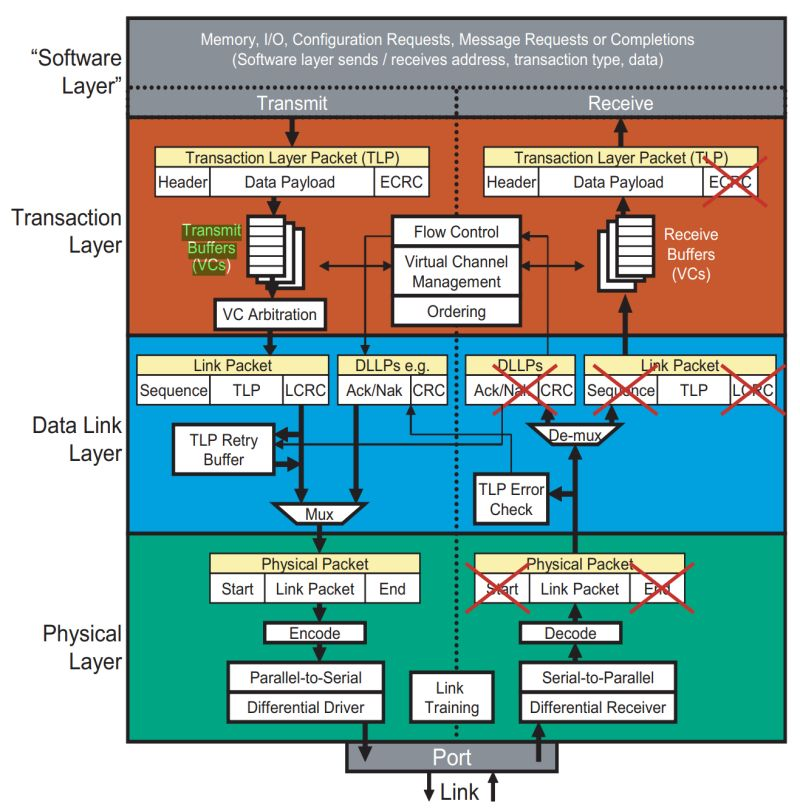 Memory, I/O, Configuration Requests, Message Requests or Completions
(Software layer sends / receives address, transaction type, data)
“Software
Layer”
Transmit
Receive
Transaction
Layer
Transaction Layer Packet (TLP)
Header
Data Payload
ECRC
Transmit
Buffers
(VCs)
VC Arbitration
Flow Control
Virtual Channel
Management
Ordering
Transaction Layer Packet (TLP)
Header
Data Payload
ECRC
Receive
Buffers
(VCs)
Data Link
Layer
Link Packet
Sequence
TLP
LCRC
DLLPs e.g.
Ack/Nak
CRC
TLP Retry
Buffer
Mux
DLLPs
Ack/Nak
CRC
Link Packet
Sequence
TLP
LCRC
De-mux
TLP Error
Check
Physical
Layer
Physical Packet
Start
Link Packet
End
Encode
Parallel-to-Serial
Differential Driver
Link
Training
Physical Packet
Start
Link Packet
End
Decode
Serial-to-Parallel
Differential Receiver
Port
Link